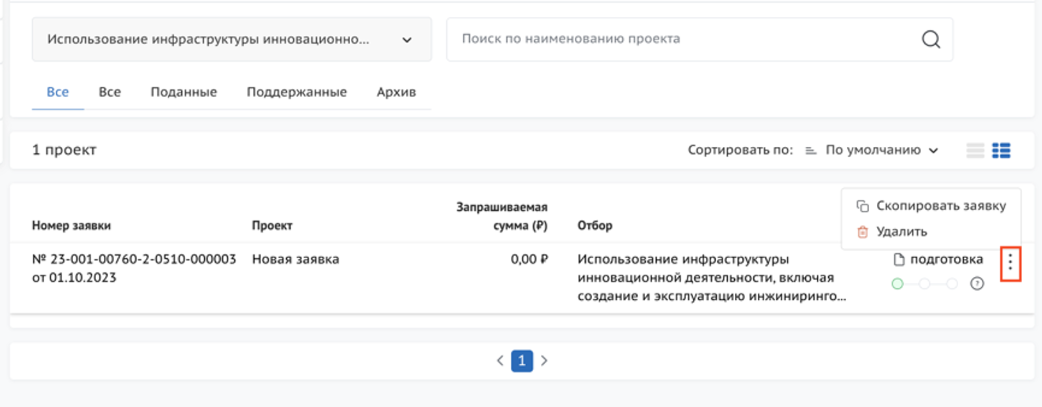 Использование инфраструктуры инновационно...
Поиск по наименованию проекта
Все Все Поданные Поддержанные Архив
1 проект
Сортировать по: По умолчанию
Скопировать заявку
Удалить
Номер заявки Проект Запрашиваемая сумма (₽) Отбор
№ 23-001-00760-2-0510-000003 Новая заявка 0,00 ₽ Использование инфраструктуры подготовка
от 01.10.2023 инновационной деятельности, включая
создание и эксплуатацию инжиниринго...
?
1